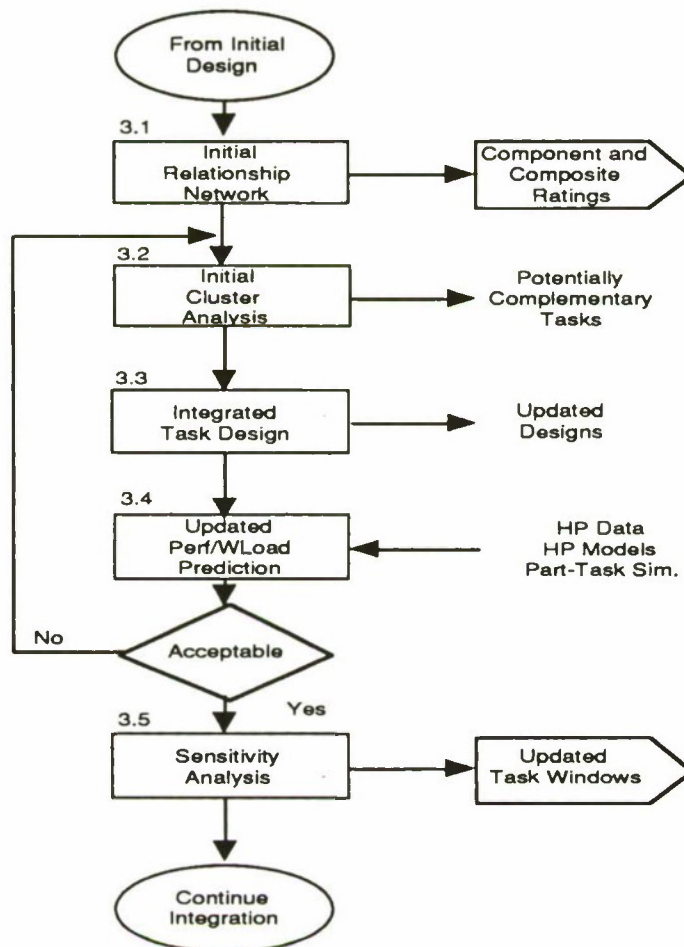 From Initial
Design
3.1
Initial
Relationship
Network
Component and
Composite
Ratings
3.2
Initial
Cluster
Analysis
Potentially
Complementary
Tasks
3.3
Integrated
Task Design
Updated
Designs
3.4
Updated
Perf/WLoad
Prediction
HP Data
HP Models
Part-Task Sim.
No
Acceptable
Yes
3.5
Sensitivity
Analysis
Updated
Task Windows
Continue
Integration